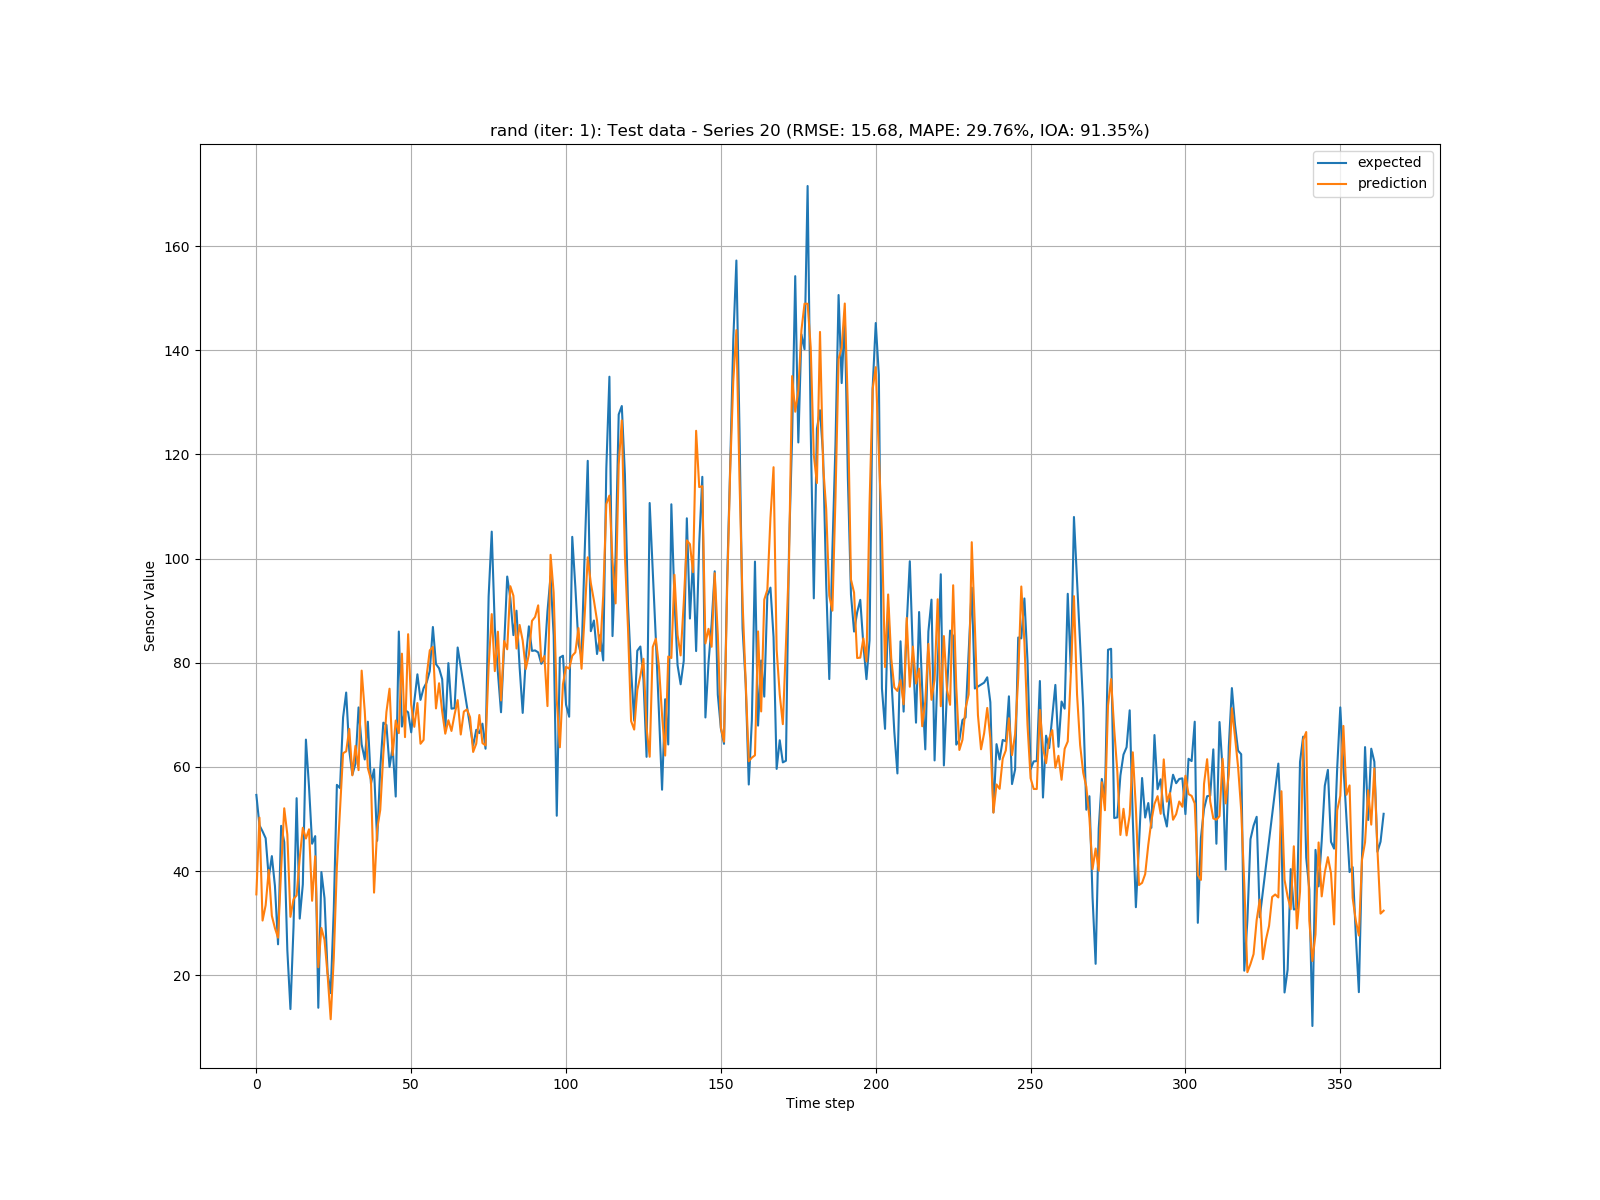 rand (iter: 1): Test data - Series 20 (RMSE: 15.68, MAPE: 29.76%, IOA: 91.35%)
expected
prediction
160
140
120
100
80
60
40
20
Sensor Value
0 50 100 150 200 250 300 350
Time step